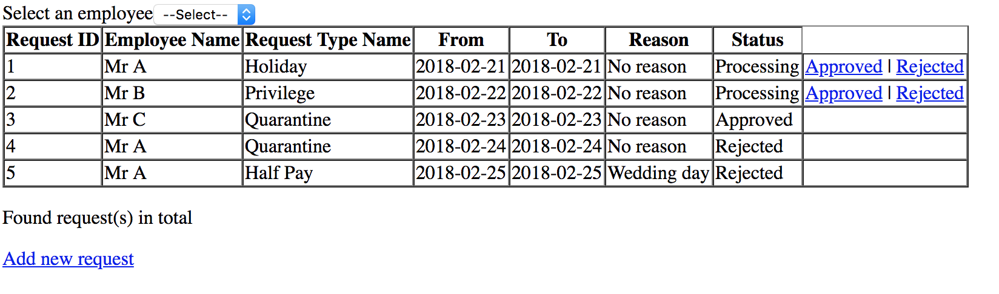 Select an employee --Select--
Request ID Employee Name Request Type Name From To Reason Status
1 Mr A Holiday 2018-02-21 2018-02-21 No reason Processing Approved | Rejected
2 Mr B Privilege 2018-02-22 2018-02-22 No reason Processing Approved | Rejected
3 Mr C Quarantine 2018-02-23 2018-02-23 No reason Approved
4 Mr A Quarantine 2018-02-24 2018-02-24 No reason Rejected
5 Mr A Half Pay 2018-02-25 2018-02-25 Wedding day Rejected
Found request(s) in total
Add new request